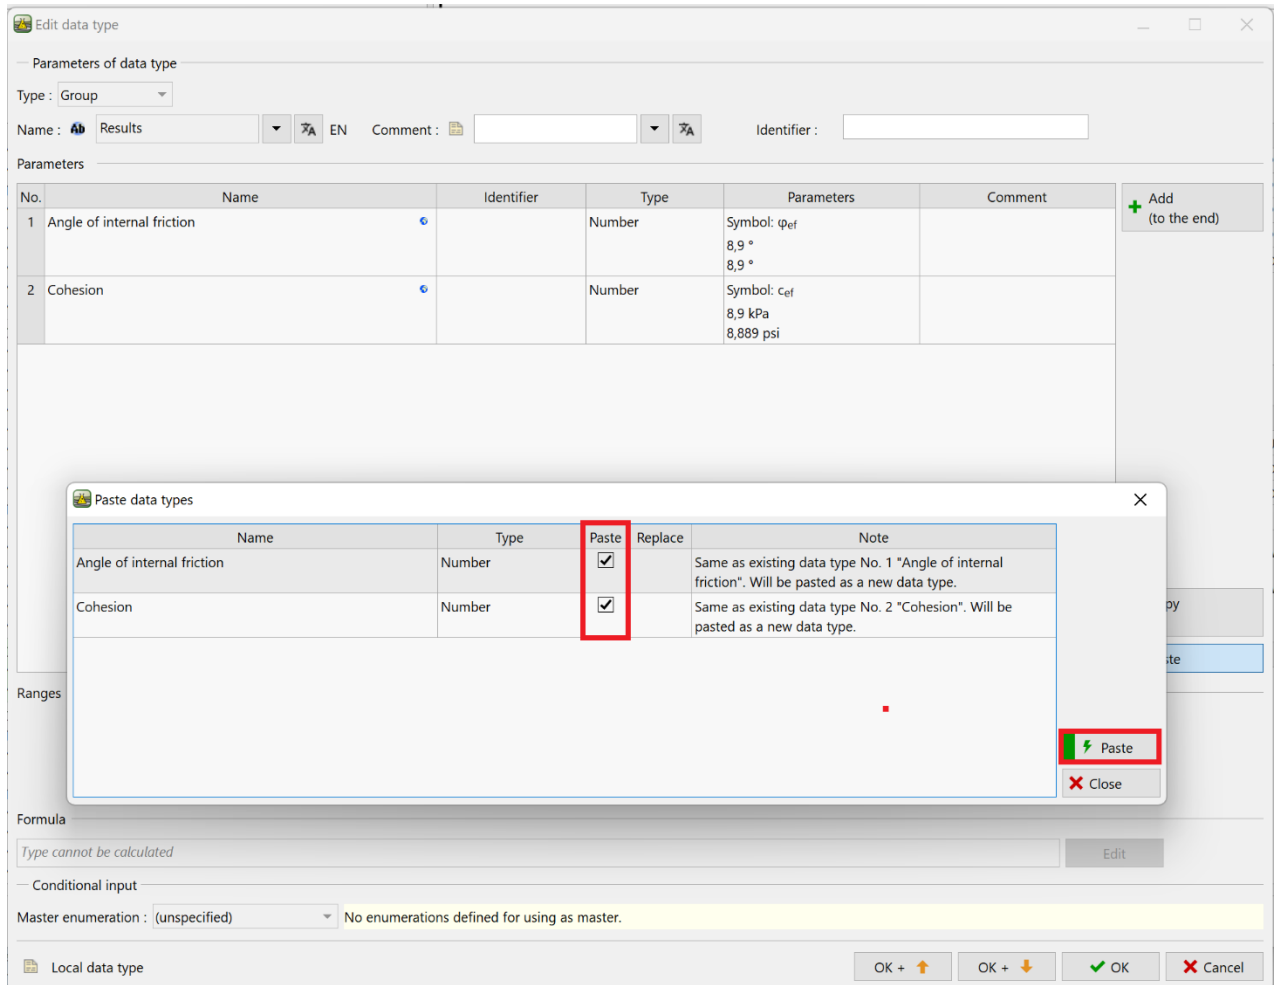 Edit data type
Parameters of data type
Type : Group
Name : Ab Results EN Comment : Identifier :
Parameters
No. Name Identifier Type Parameters Comment
Add
(to the end)
1 Angle of internal friction Number Symbol: φef
8,9 °
8,9 °
2 Cohesion Number Symbol: cef
8,9 kPa
8,889 psi
Paste data types
Name Type Paste Replace Note
Angle of internal friction Number Same as existing data type No. 1 "Angle of internal
friction". Will be pasted as a new data type.
Cohesion Number Same as existing data type No. 2 "Cohesion". Will be
pasted as a new data type.
py
ste
Ranges
Paste
Close
Formula
Type cannot be calculated Edit
Conditional input
Master enumeration : (unspecified) No enumerations defined for using as master.
Local data type OK + OK + OK Cancel